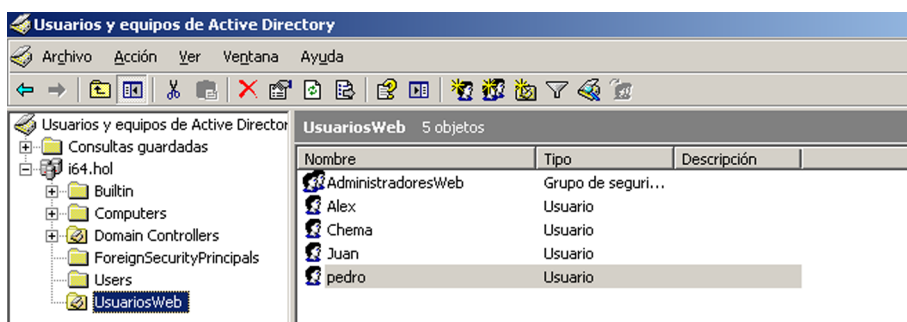 Usuarios y equipos de Active Directory
Archivo Acción Ver Ventana Ayuda
Usuarios y equipos de Active Director
Consultas guardadas
i64.hol
Builtin
Computers
Domain Controllers
ForeignSecurityPrincipals
Users
UsuariosWeb
UsuariosWeb 5 objetos
Nombre Tipo Descripción
AdministradoresWeb Grupo de seguri...
Alex Usuario
Chema Usuario
Juan Usuario
pedro Usuario